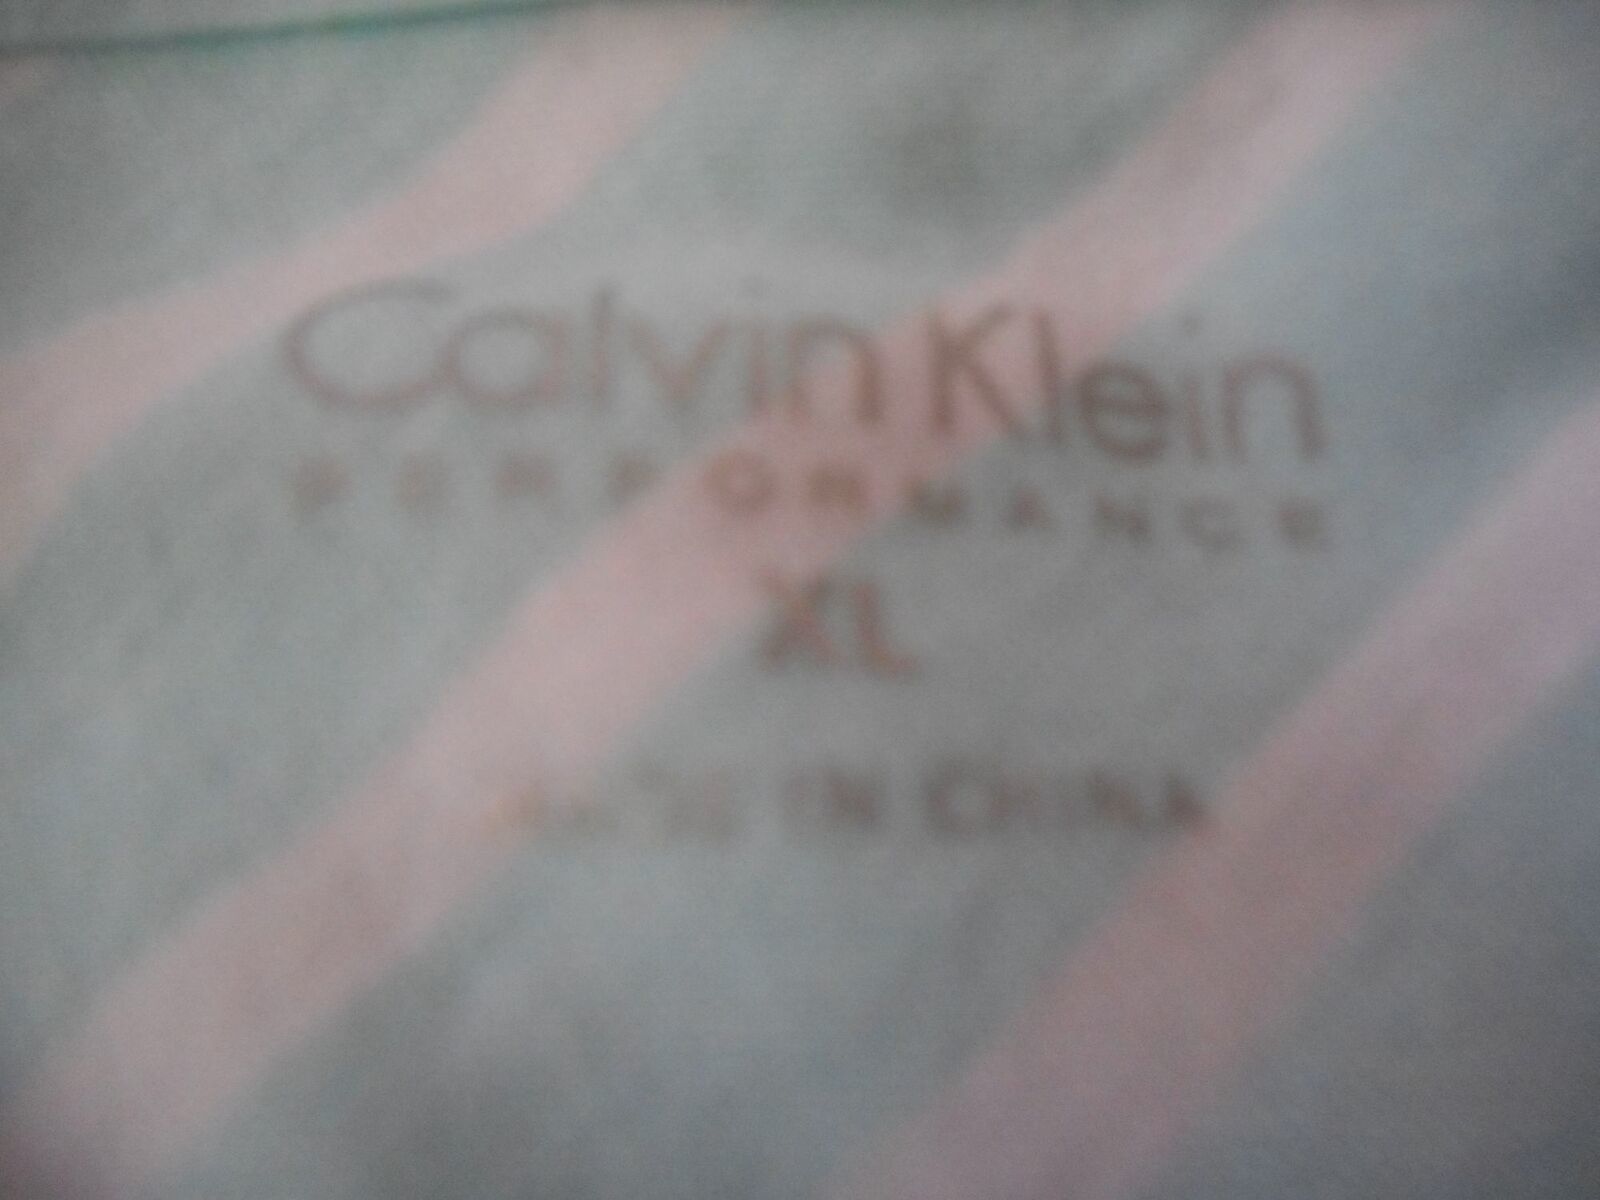 Calvin Klein
PERFORMANCE
XL
MADE IN CHINA